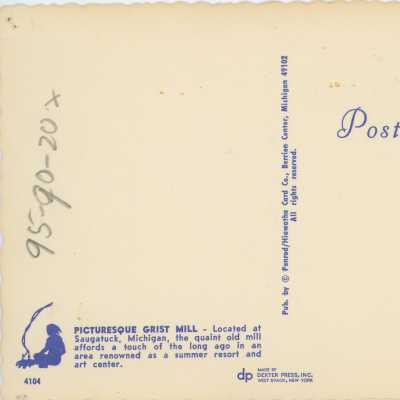 95-90-20x
Pub. by © Penrod/Hiawatha Card Co., Berrien Center, Michigan 49102
All rights reserved.
Post
PICTURESQUE GRIST MILL - Located at
Saugatuck, Michigan, the quaint old mill
affords a touch of the long ago in an
area renowned as a summer resort and
art center.
4104
dp
MADE BY
DEXTER PRESS, INC.
WEST NYACK, NEW YORK